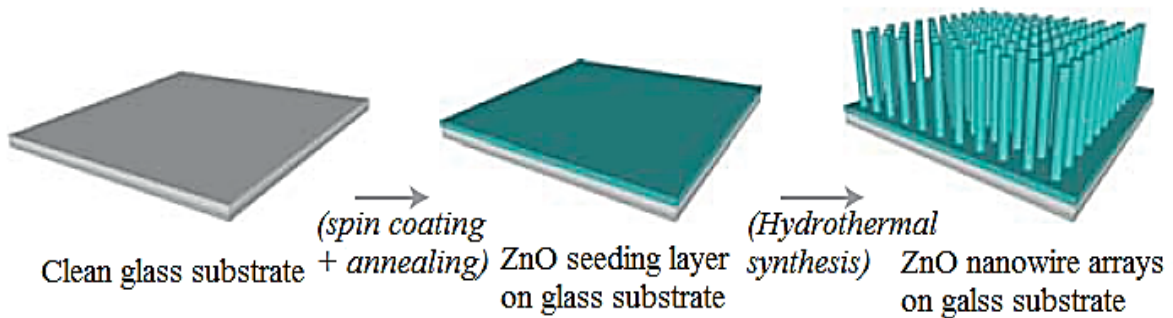 Clean glass substrate
(spin coating
+ annealing)
ZnO seeding layer
on glass substrate
(Hydrothermal
synthesis)
ZnO nanowire arrays
on galss substrate